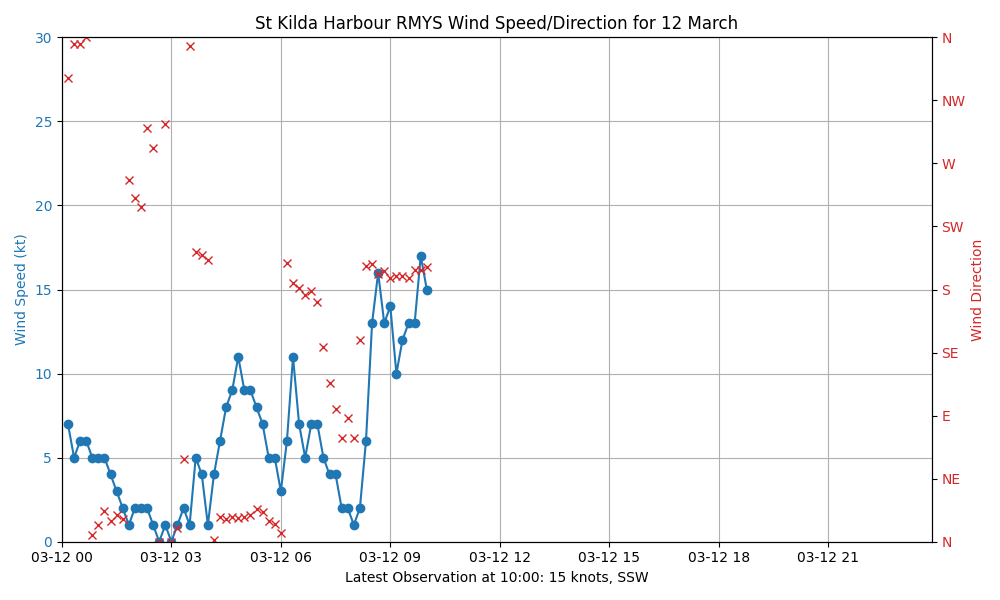 St Kilda Harbour RMYS Wind Speed/Direction for 12 March
30
25
20
15
10
5
0
Wind Speed (kt)
N
NW
W
SW
S
SE
E
NE
N
Wind Direction
03-12 00
03-12 03
03-12 06
03-12 09
03-12 12
03-12 15
03-12 18
03-12 21
Latest Observation at 10:00: 15 knots, SSW